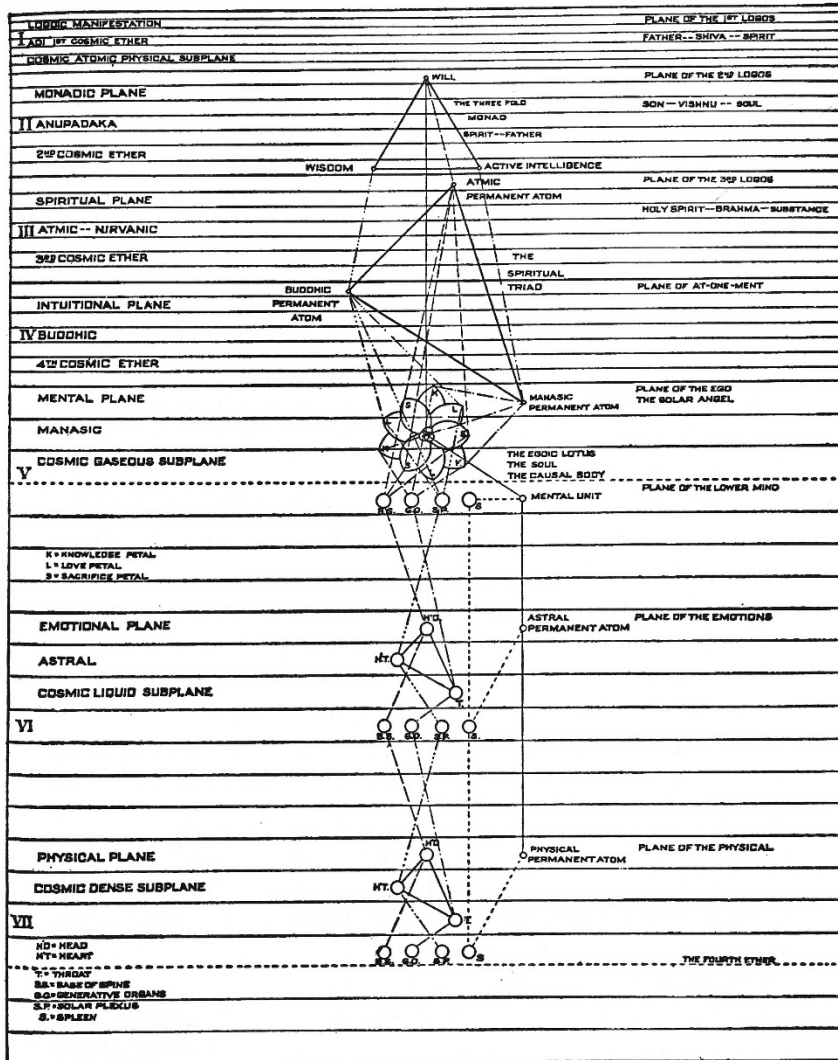 LOGOIC MANIFESTATION
PLANE OF THE 1ST LOGOS
I ADI 1ST COSMIC ETHER
FATHER--SHIVA--SPIRIT
COSMIC ATOMIC PHYSICAL SUBPLANE
WILL
PLANE OF THE 2ND LOGOS
MONADIC PLANE
THE THREE FOLD
SON--VISHNU--SOUL
MONAD
II ANUPADAKA
SPIRIT--FATHER
2ND COSMIC ETHER
WISDOM
ACTIVE INTELLIGENCE
ATMIC
PERMANENT ATOM
PLANE OF THE 3RD LOGOS
SPIRITUAL PLANE
HOLY SPIRIT--BRAHMA--SUBSTANCE
III ATMIC--NIRVANIC
3RD COSMIC ETHER
THE
SPIRITUAL
TRIAD
BUDDHIC
PERMANENT
ATOM
PLANE OF AT-ONE-MENT
INTUITIONAL PLANE
IV BUDDHIC
4TH COSMIC ETHER
MENTAL PLANE
MANASIC
PERMANENT ATOM
PLANE OF THE EGO
THE SOLAR ANGEL
K
S
L
MANASIC
S
K
COSMIC GASEOUS SUBPLANE
THE EGOIC LOTUS
THE SOUL
THE CAUSAL BODY
V
PLANE OF THE LOWER MIND
MENTAL UNIT
B.S.
G.O.
S.P.
S
K=KNOWLEDGE PETAL
L=LOVE PETAL
S=SACRIFICE PETAL
EMOTIONAL PLANE
HD.
ASTRAL
PERMANENT ATOM
PLANE OF THE EMOTIONS
ASTRAL
HT.
COSMIC LIQUID SUBPLANE
T.
VI
B.S.
G.O.
S.P.
S.
PHYSICAL PLANE
HD
PHYSICAL
PERMANENT ATOM
PLANE OF THE PHYSICAL
COSMIC DENSE SUBPLANE
HT.
VII
T.
HD=HEAD
HT=HEART
B.S.
G.O.
S.P.
S
THE FOURTH ETHER
T.=THROAT
B.S.=BASE OF SPINE
G.O=GENERATIVE ORGANS
S.P.=SOLAR PLEXUS
S.=SPLEEN